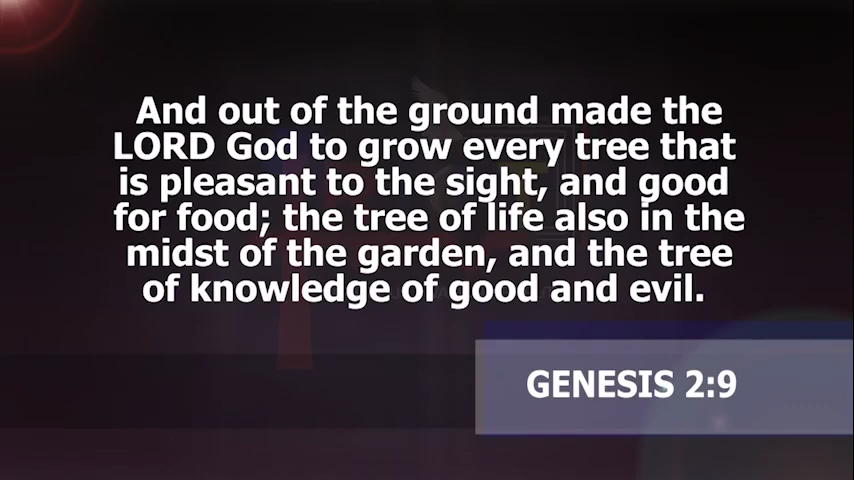 And out of the ground made the
LORD God to grow every tree that
is pleasant to the sight, and good
for food; the tree of life also in the
midst of the garden, and the tree
of knowledge of good and evil.
GENESIS 2:9